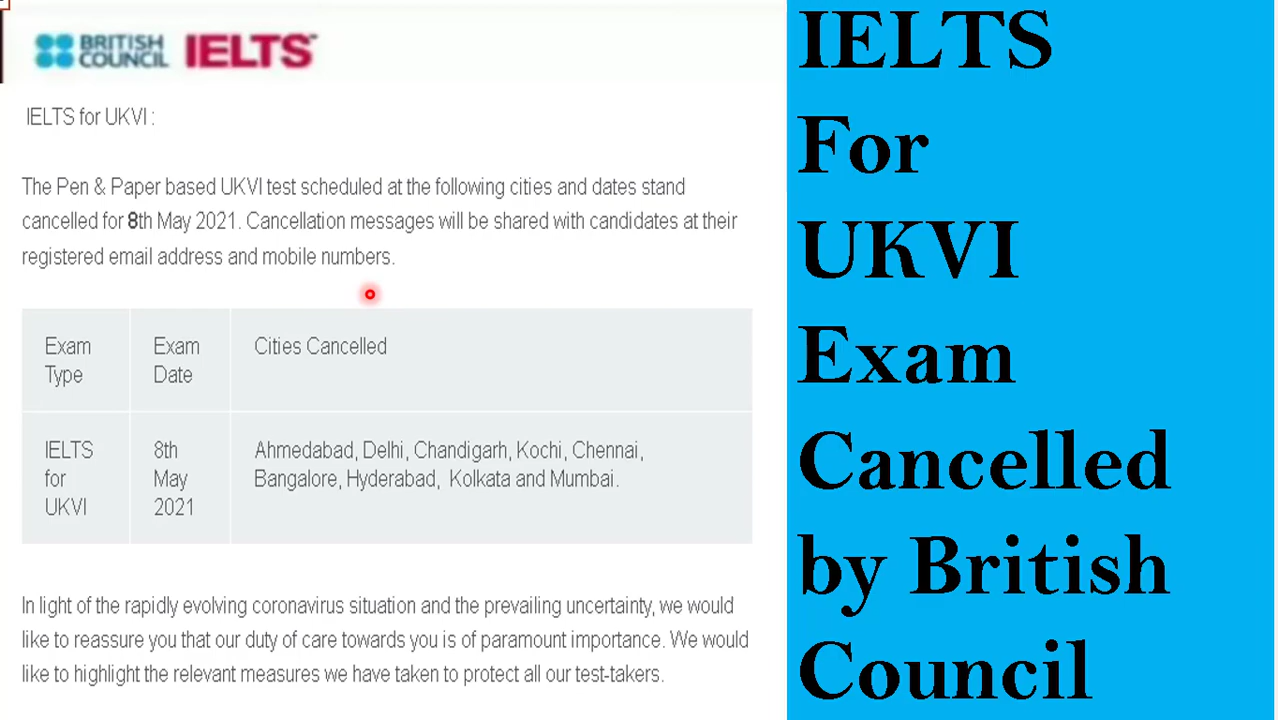 BRITISH
COUNCIL
IELTS™
IELTS for UKVI :
The Pen & Paper based UKVI test scheduled at the following cities and dates stand
cancelled for 8th May 2021. Cancellation messages will be shared with candidates at their
registered email address and mobile numbers.
Exam
Type
Exam
Date
Cities Cancelled
IELTS
for
UKVI
8th
May
2021
Ahmedabad, Delhi, Chandigarh, Kochi, Chennai,
Bangalore, Hyderabad, Kolkata and Mumbai.
In light of the rapidly evolving coronavirus situation and the prevailing uncertainty, we would
like to reassure you that our duty of care towards you is of paramount importance. We would
like to highlight the relevant measures we have taken to protect all our test-takers.
IELTS
For
UKVI
Exam
Cancelled
by British
Council